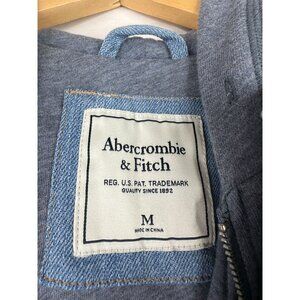 Abercrombie
& Fitch
REG. U.S. PAT. TRADEMARK
QUALITY SINCE 1892
M
MADE IN CHINA